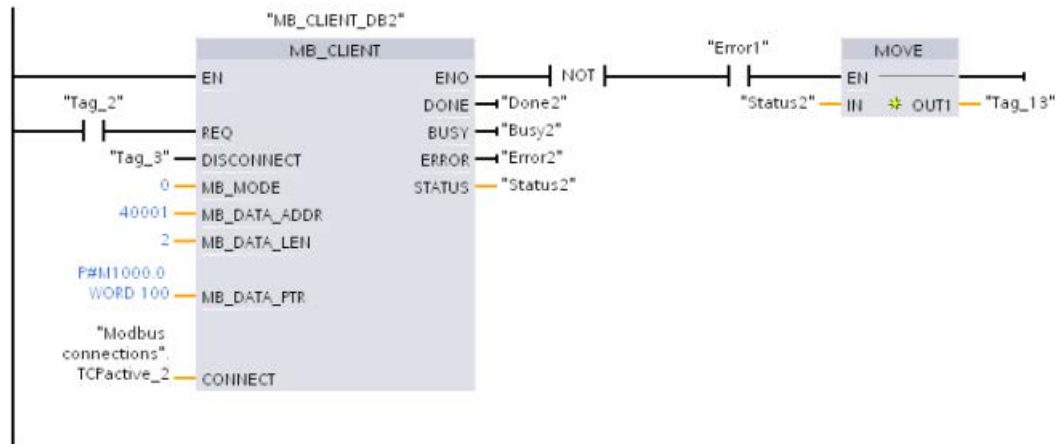 "MB_CLIENT_DB2"
MB_CLIENT
"Error1"
MOVE
EN
ENO
NOT
EN
"Tag_2"
DONE
"Done2"
"Status2"
IN
OUT1
"Tag_13"
REQ
BUSY
"Busy2"
"Tag_3"
DISCONNECT
ERROR
"Error2"
0
MB_MODE
STATUS
"Status2"
40001
MB_DATA_ADDR
2
MB_DATA_LEN
P#M1000.0
WORD 100
MB_DATA_PTR
"Modbus
connections".
TCPactive_2
CONNECT